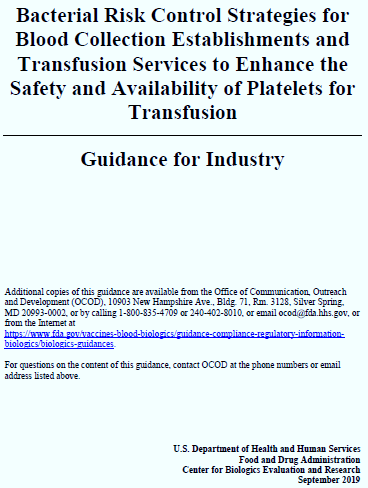 Bacterial Risk Control Strategies for
Blood Collection Establishments and
Transfusion Services to Enhance the
Safety and Availability of Platelets for
Transfusion
Guidance for Industry
Additional copies of this guidance are available from the Office of Communication, Outreach
and Development (OCOD), 10903 New Hampshire Ave., Bldg. 71, Rm. 3128, Silver Spring,
MD 20993-0002, or by calling 1-800-835-4709 or 240-402-8010, or email ocod@fda.hhs.gov, or
from the Internet at
https://www.fda.gov/vaccines-blood-biologics/guidance-compliance-regulatory-information-
biologics/biologics-guidances.
For questions on the content of this guidance, contact OCOD at the phone numbers or email
address listed above.
U.S. Department of Health and Human Services
Food and Drug Administration
Center for Biologics Evaluation and Research
September 2019